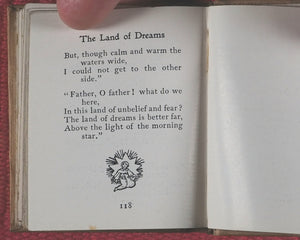 The Land of Dreams
But, though calm and warm the
waters wide,
I could not get to the other
side."
"Father, O father! what do we
here,
In this land of unbelief and fear?
The land of dreams is better far,
Above the light of the morning
star."
118